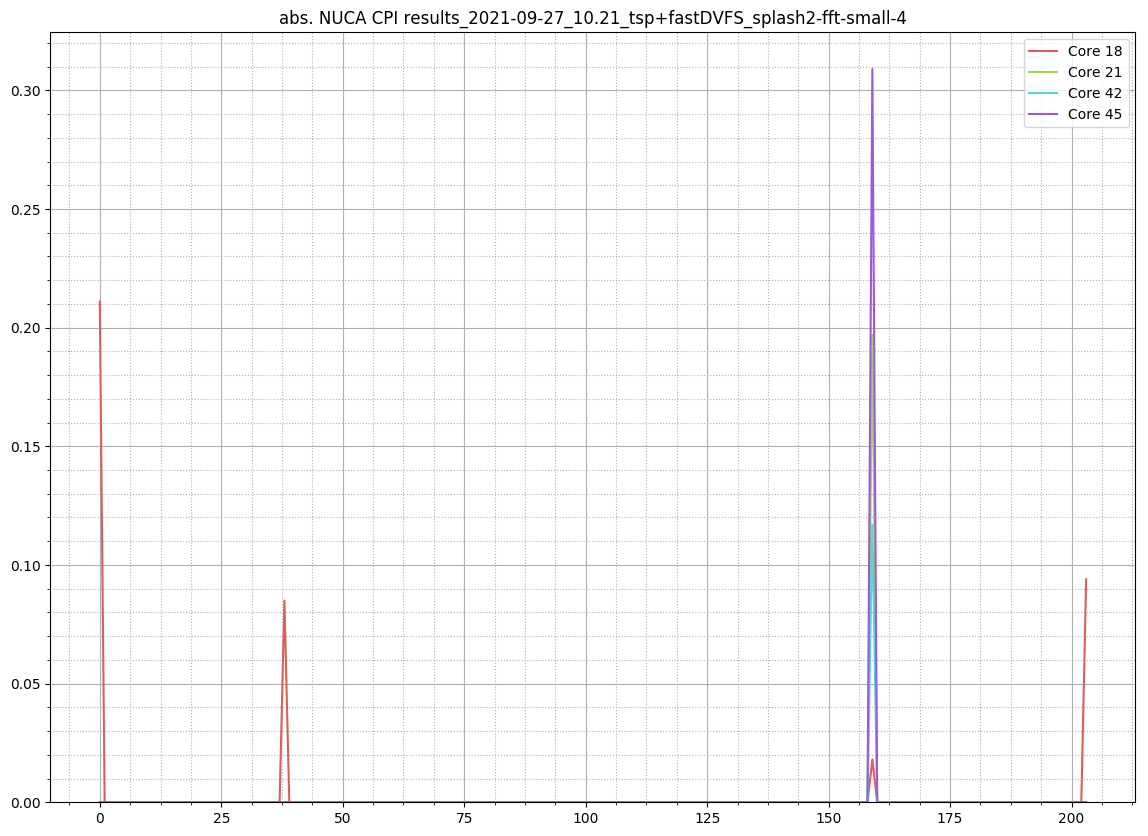 abs. NUCA CPI results_2021-09-27_10.21_tsp+fastDVFS_splash2-fft-small-4
Core 18
Core 21
Core 42
Core 45
0.30
0.25
0.20
0.15
0.10
0.05
0.00
0 25 50 75 100 125 150 175 200